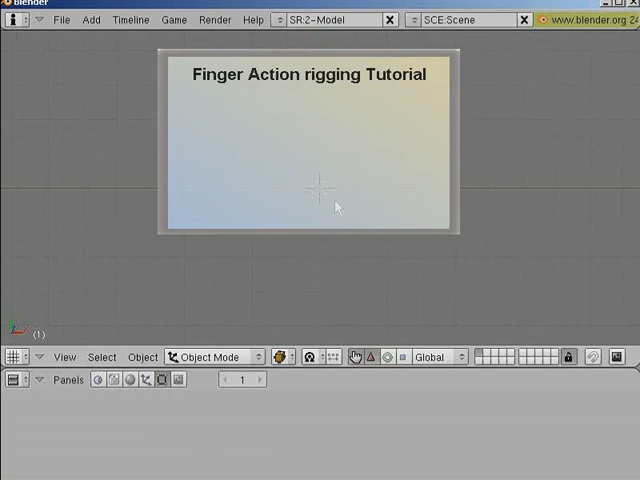 Blender
File Add Timeline Game Render Help SR:2-Model SCE:Scene www.blender.org 24
Finger Action rigging Tutorial
(1)
View Select Object Object Mode Global
Panels 1